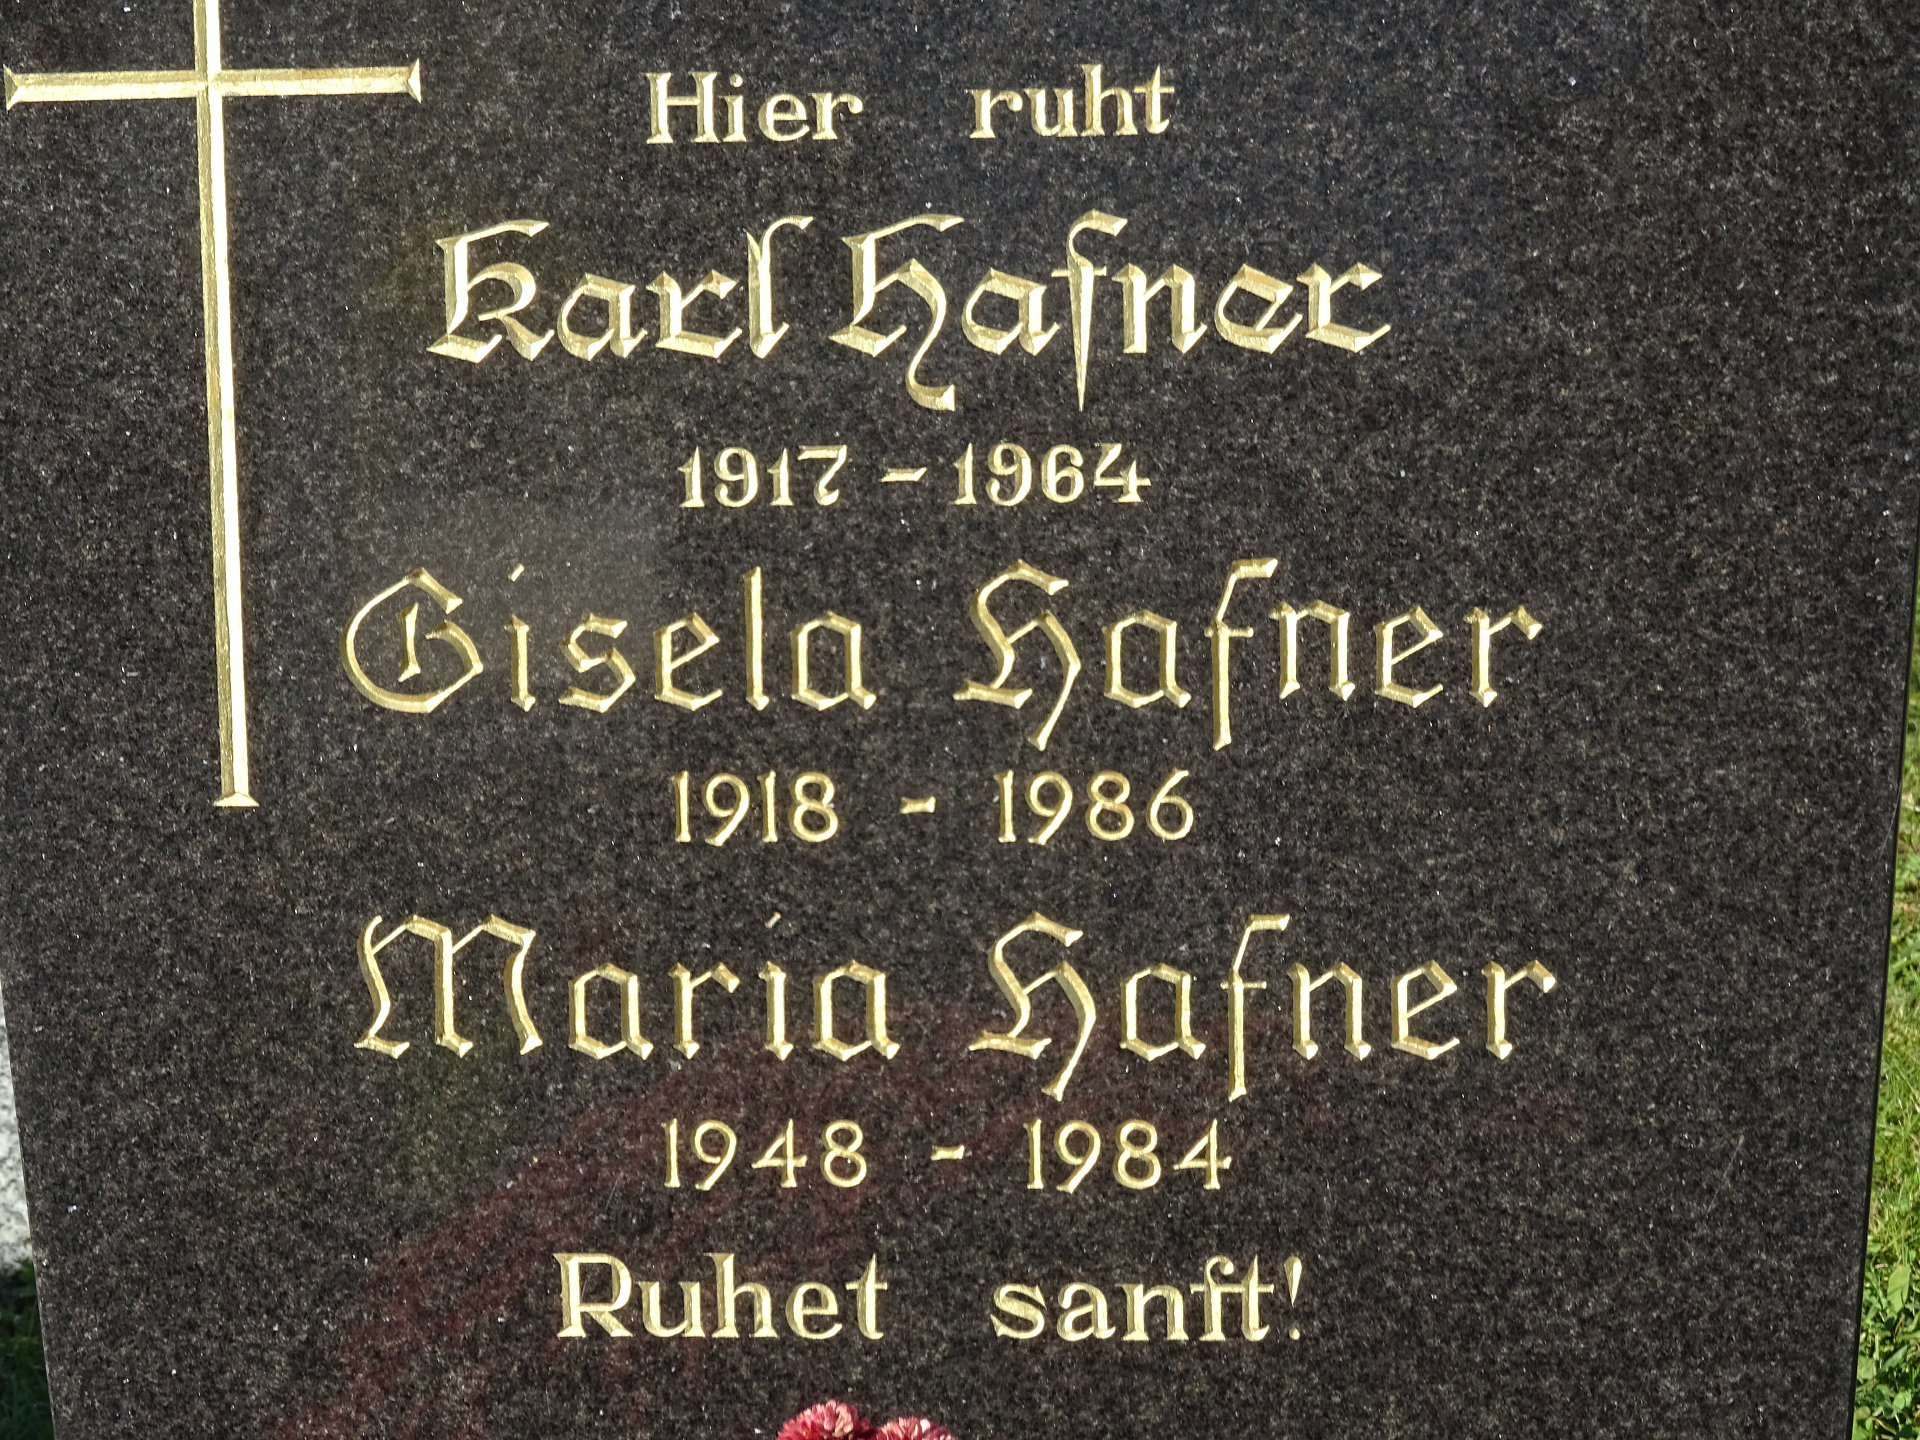 Hier ruht
Karl Hafner
1917 - 1964
Gisela Hafner
1918 - 1986
Maria Hafner
1948 - 1984
Ruhet sanft!